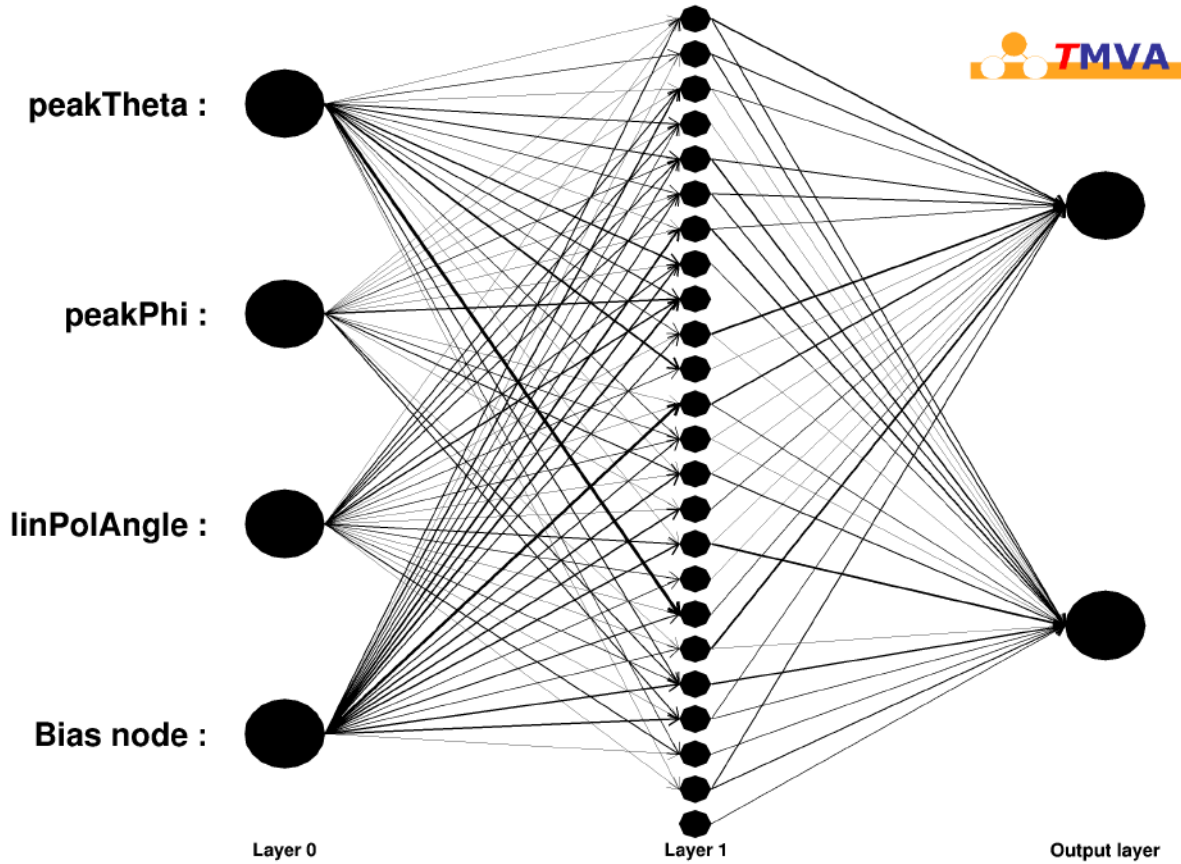 TMVA
peakTheta :
peakPhi :
linPolAngle :
Bias node :
Layer 0
Layer 1
Output layer